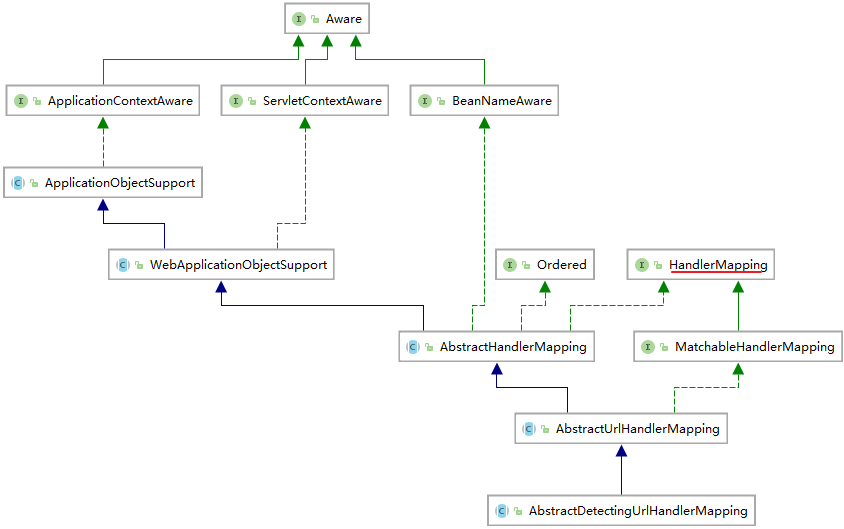 I Aware
I ApplicationContextAware
I ServletContextAware
I BeanNameAware
C ApplicationObjectSupport
C WebApplicationObjectSupport
I Ordered
I HandlerMapping
C AbstractHandlerMapping
I MatchableHandlerMapping
C AbstractUrlHandlerMapping
C AbstractDetectingUrlHandlerMapping